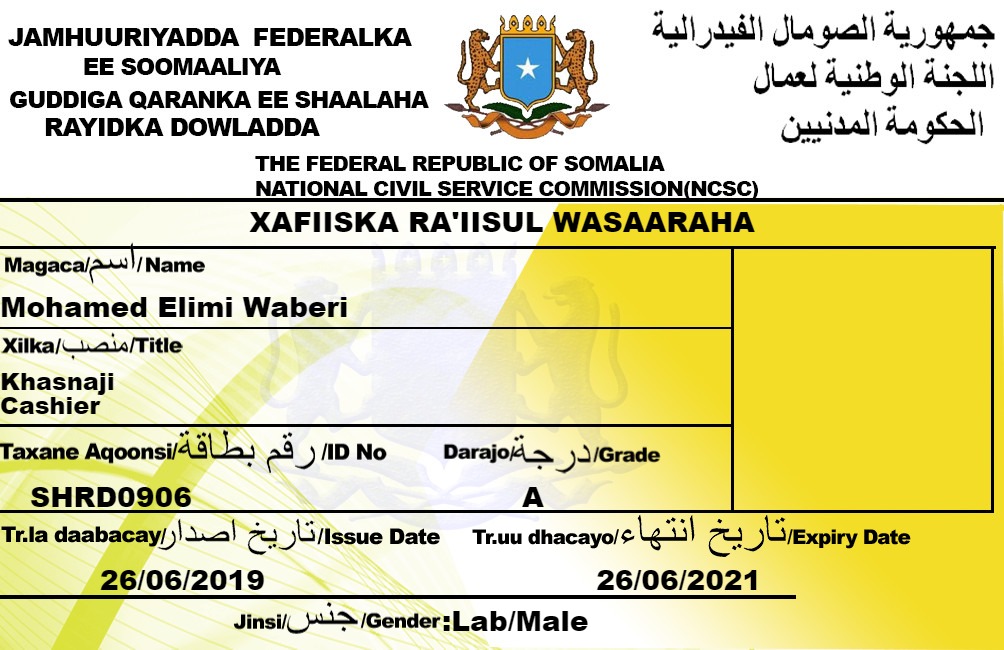 JAMHUURIYADDA FEDERALKA
EE SOOMAALIYA
GUDDIGA QARANKA EE SHAALAHA
RAYIDKA DOWLADDA
جمهورية الصومال الفيدرالية
اللجنة الوطنية لعمال
الحكومة المدنيين
THE FEDERAL REPUBLIC OF SOMALIA
NATIONAL CIVIL SERVICE COMMISSION(NCSC)
XAFIISKA RA'IISUL WASAARAHA
Magaca/اسم/Name
Mohamed Elimi Waberi
Xilka/منصب/Title
Khasnaji
Cashier
Taxane Aqoonsi/رقم بطاقة/ID No
Darajo/درجة/Grade
SHRD0906
A
Tr.la daabacay/تاريخ اصدار/Issue Date
Tr.uu dhacayo/تاريخ انتهاء/Expiry Date
26/06/2019
26/06/2021
Jinsi/جنس/Gender:Lab/Male